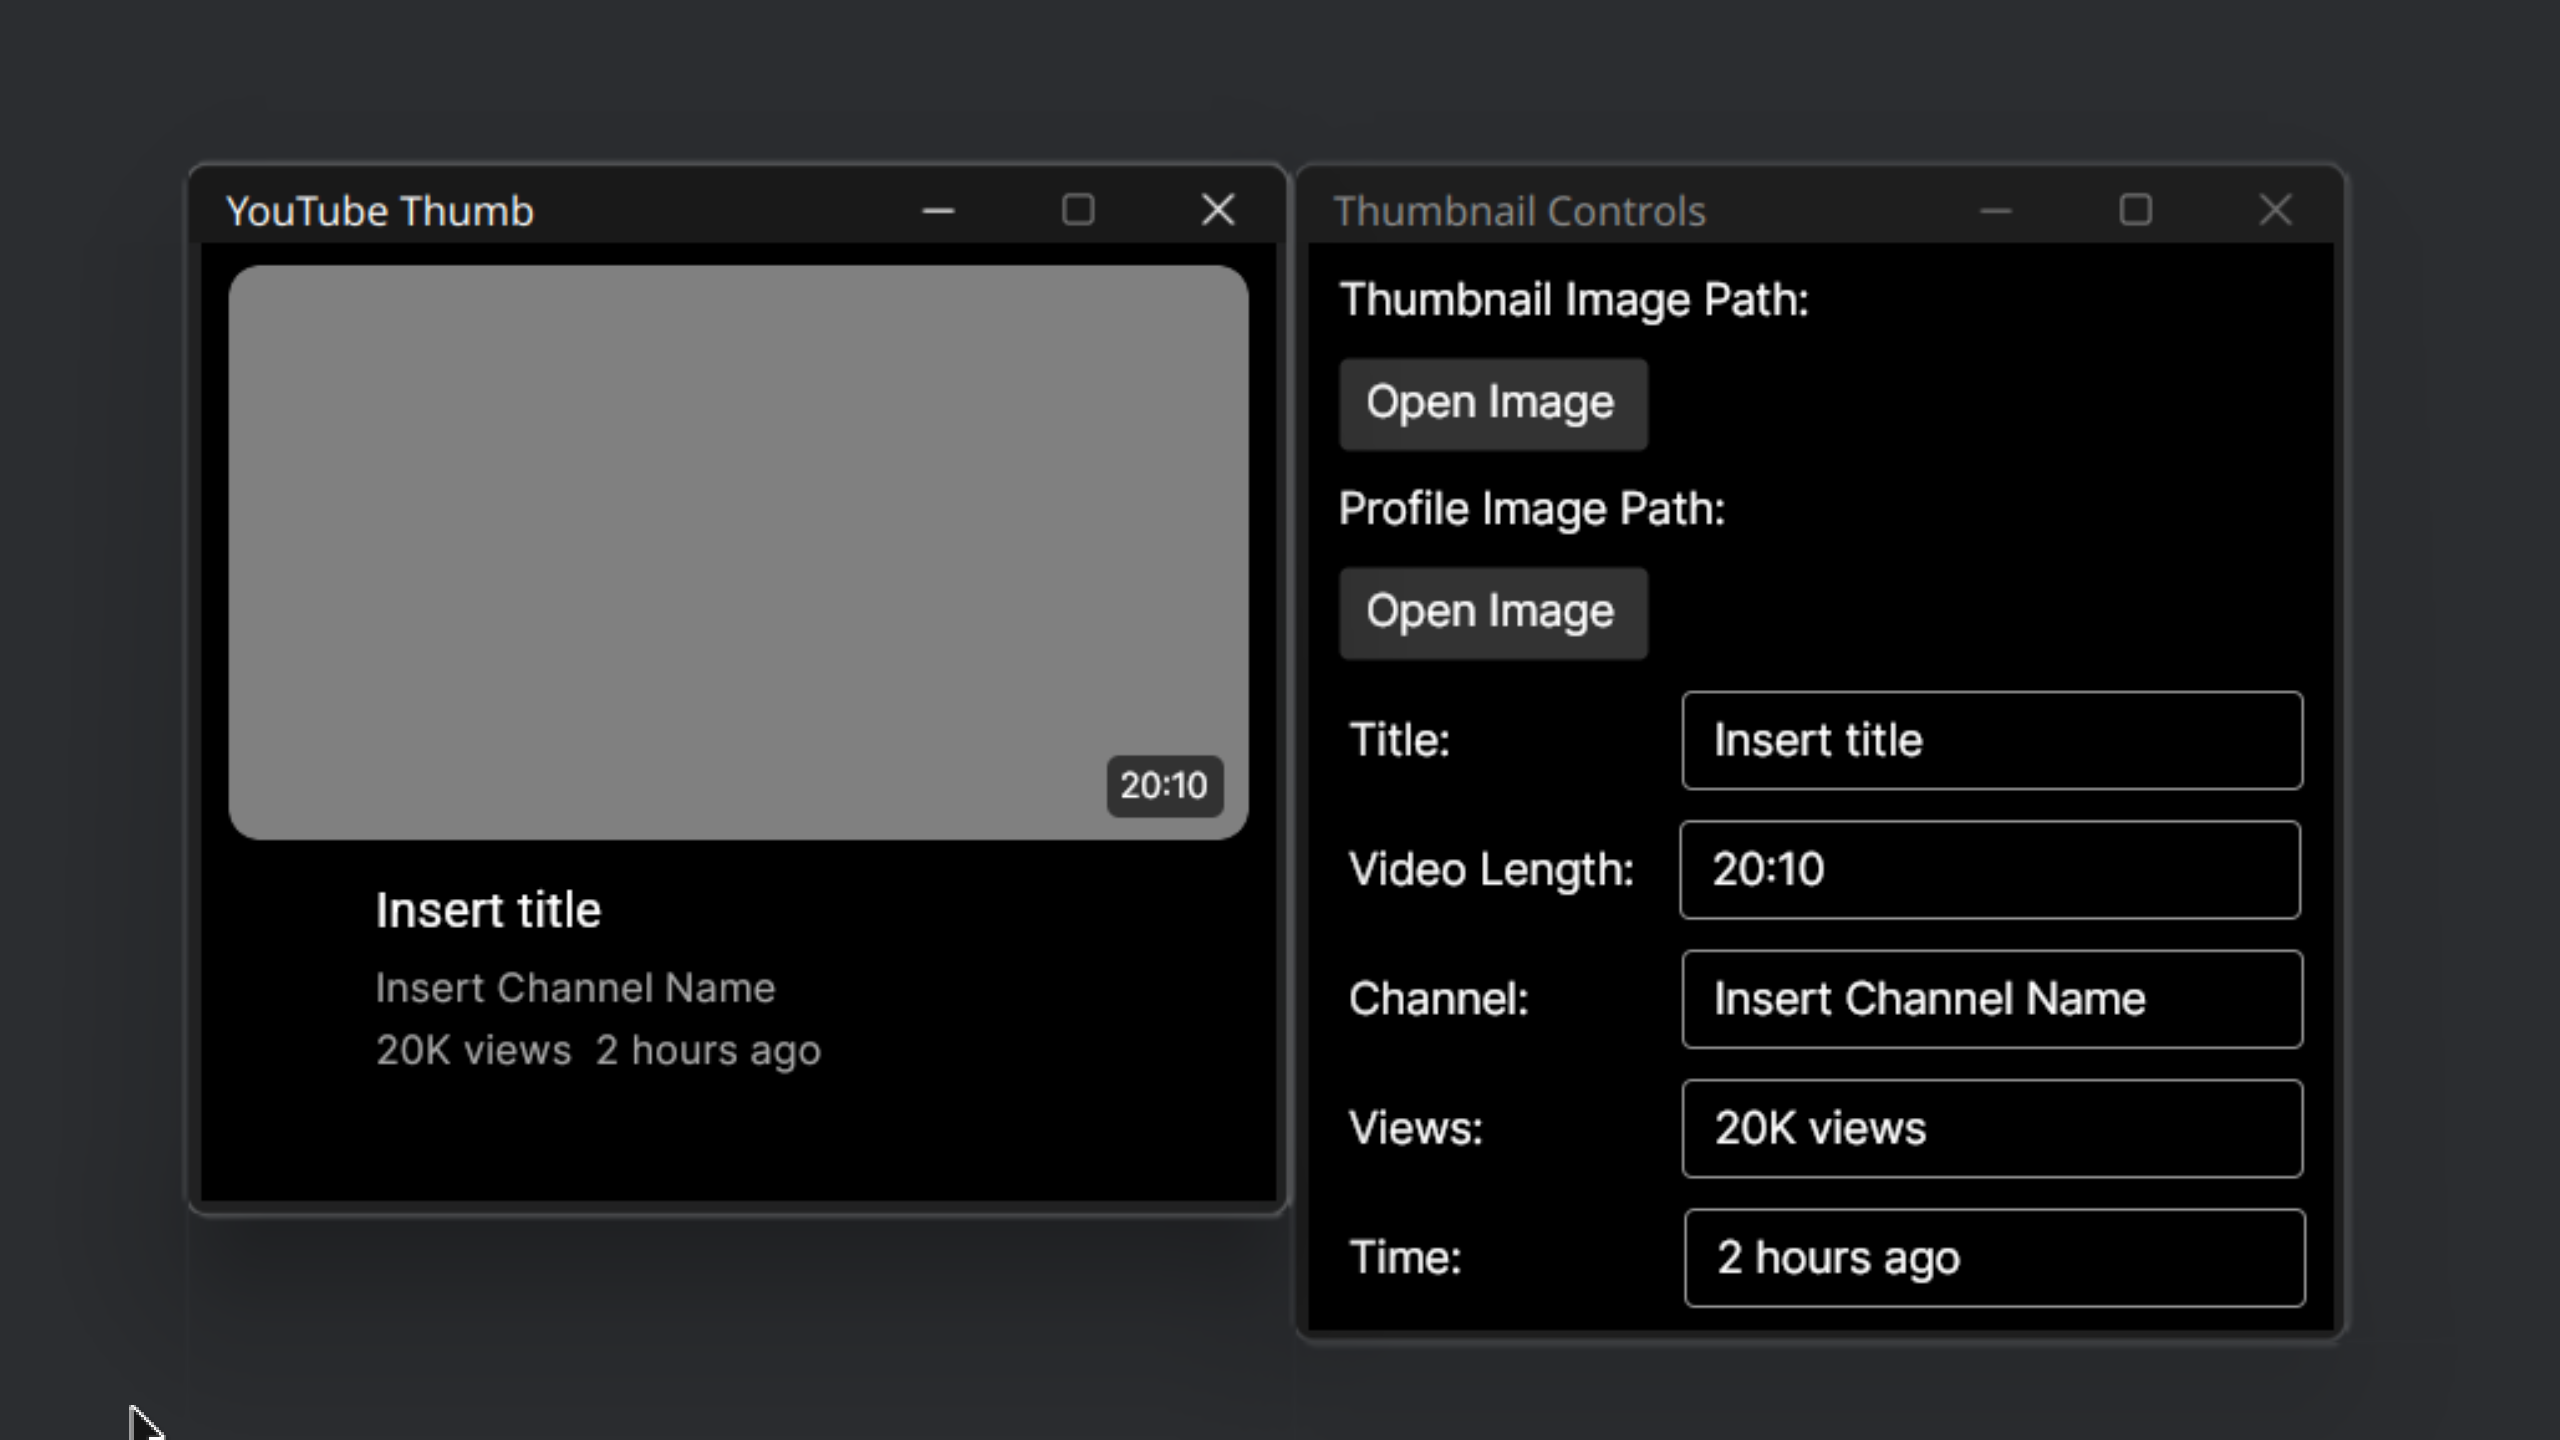 YouTube Thumb
20:10
Insert title
Insert Channel Name
20K views 2 hours ago
Thumbnail Controls
Thumbnail Image Path:
Open Image
Profile Image Path:
Open Image
Title: Insert title
Video Length: 20:10
Channel: Insert Channel Name
Views: 20K views
Time: 2 hours ago